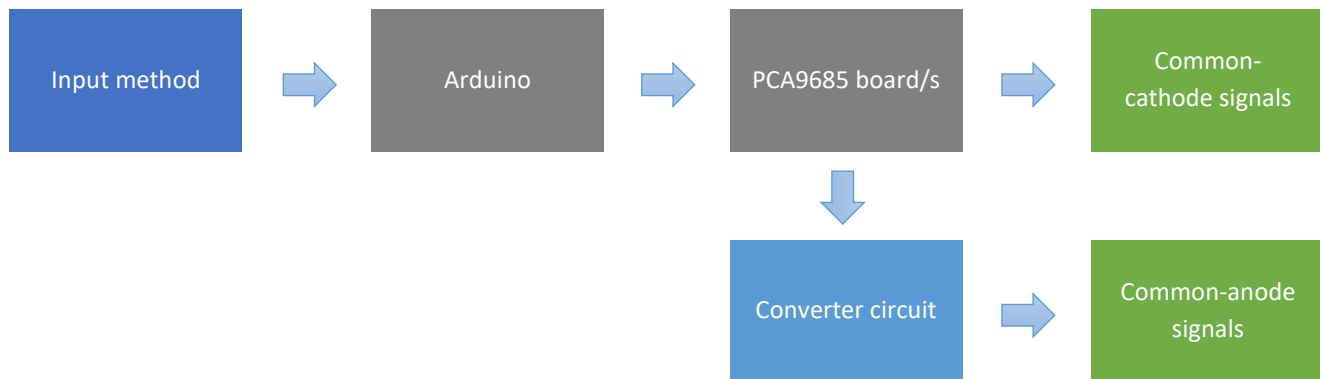 Input method
Arduino
PCA9685 board/s
Common-
cathode signals
Converter circuit
Common-anode
signals